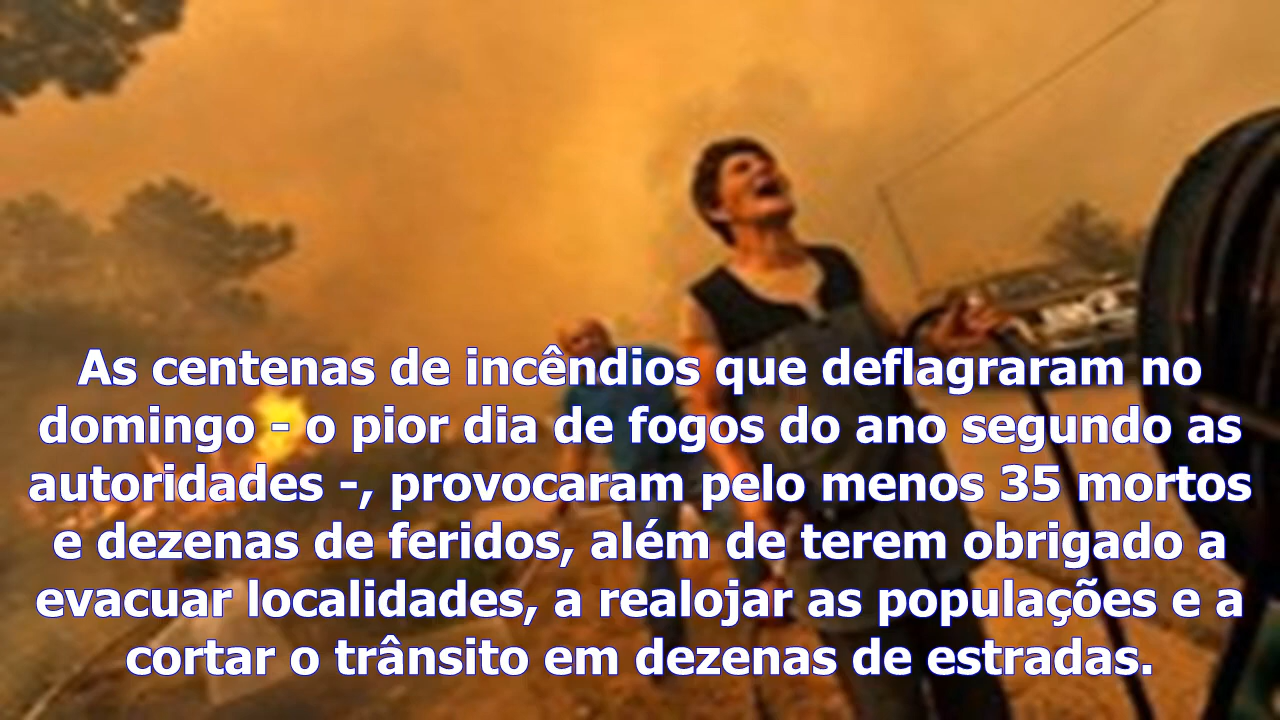 As centenas de incêndios que deflagraram no
domingo - o pior dia de fogos do ano segundo as
autoridades -, provocaram pelo menos 35 mortos
e dezenas de feridos, além de terem obrigado a
evacuar localidades, a realojar as populações e a
cortar o trânsito em dezenas de estradas.